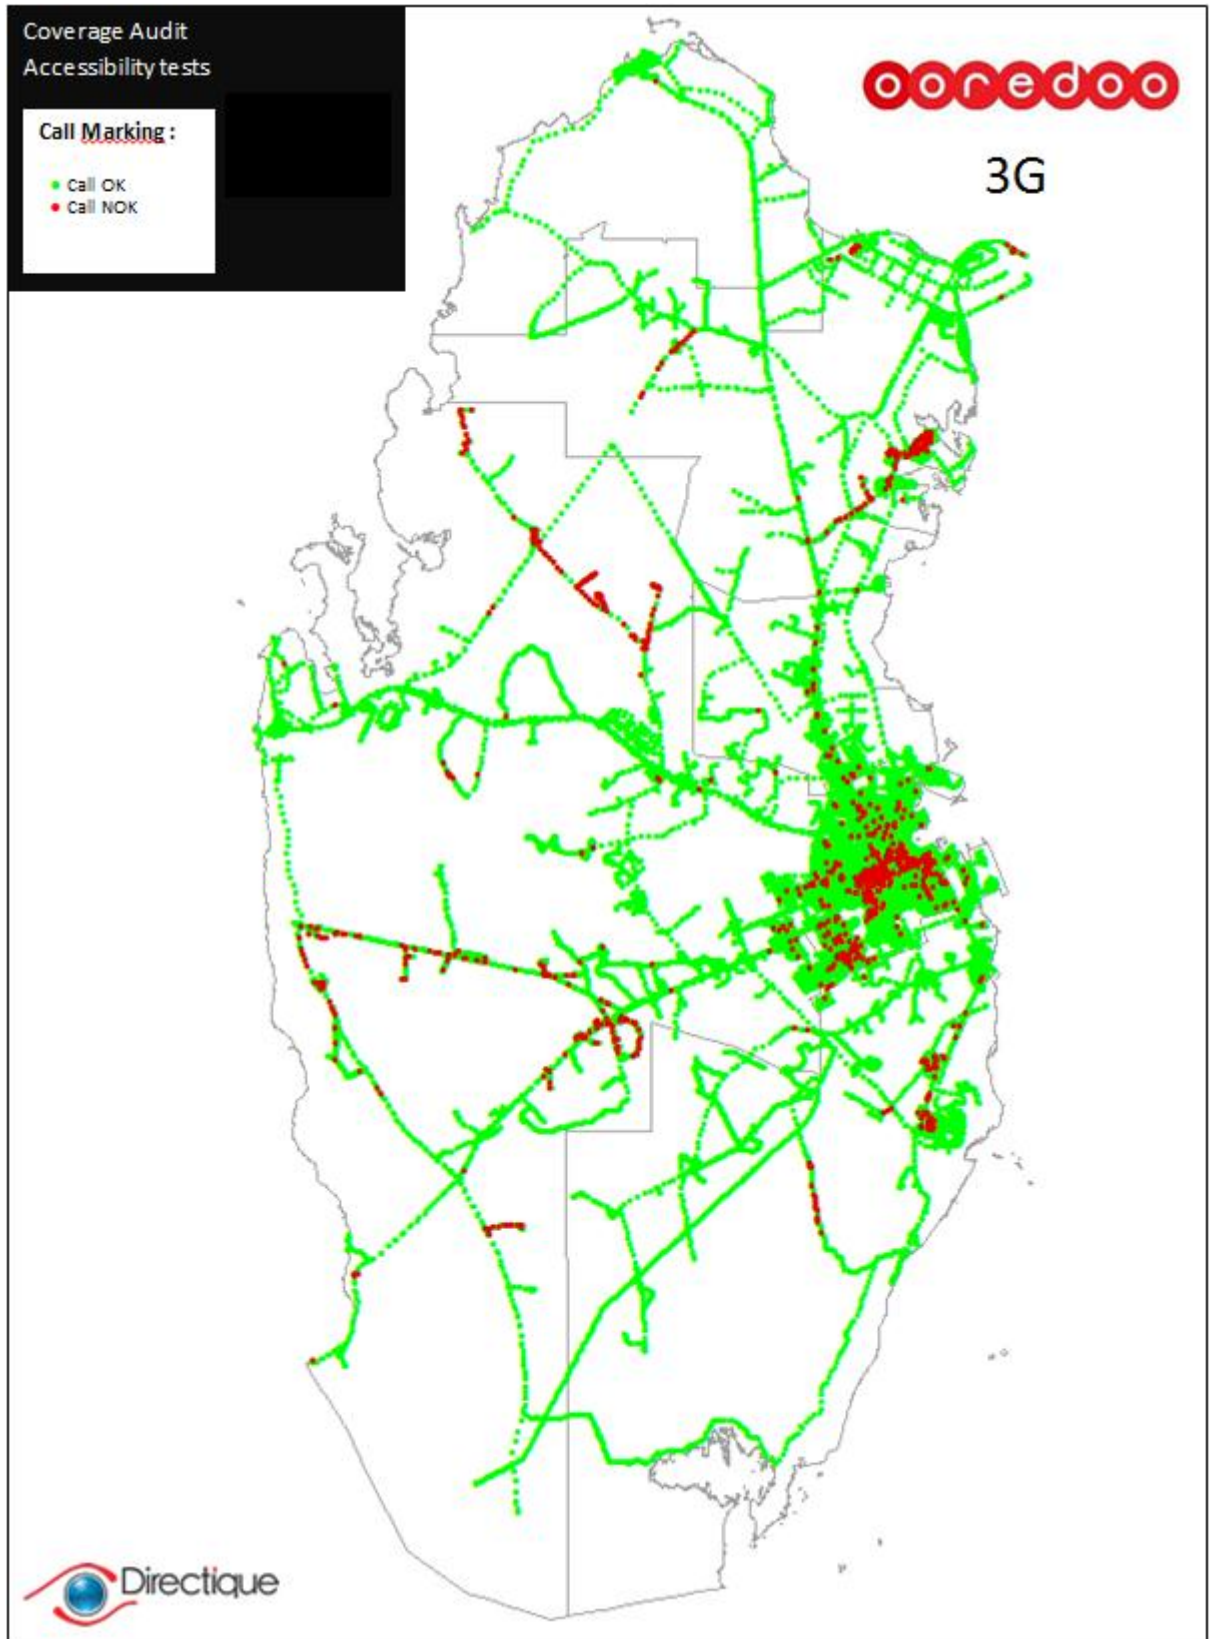 Coverage Audit
Accessibility tests
Call Marking :
Call OK
Call NOK
ooredoo
3G
Directique